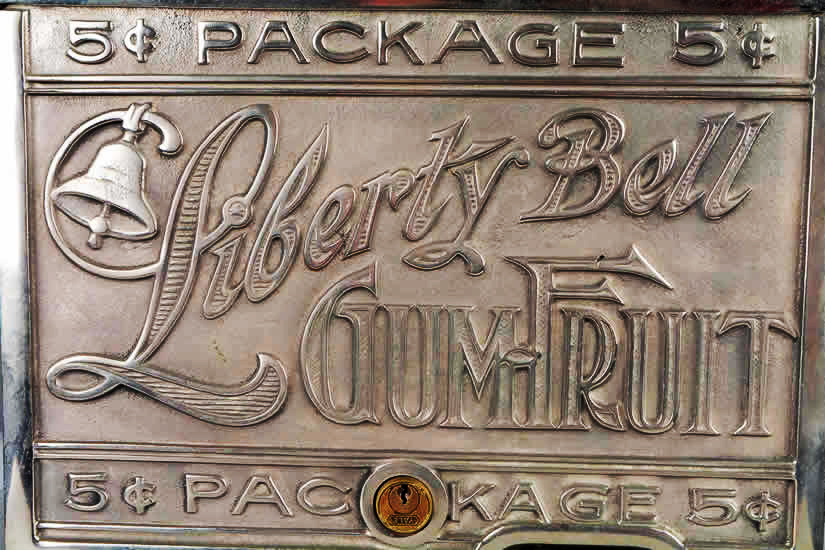 5¢ PACKAGE 5¢
Liberty Bell
GUM-FRUIT
5¢ PACKAGE 5¢